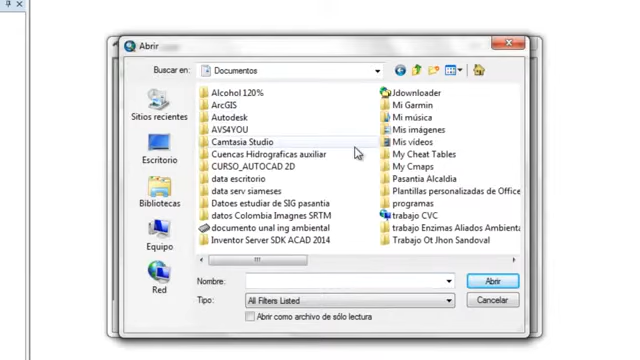 Abrir
Buscar en:
Documentos
Sitios recientes
Escritorio
Bibliotecas
Equipo
Red
Alcohol 120%
ArcGIS
Autodesk
AVS4YOU
Camtasia Studio
Cuencas Hidrograficas auxiliar
CURSO_AUTOCAD 2D
data escritorio
data serv siameses
Datoes estudiar de SIG pasantia
datos Colombia Imagnes SRTM
documento unal ing ambiental
Inventor Server SDK ACAD 2014
Jdownloader
Mi Garmin
Mi música
Mis imágenes
Mis vídeos
My Cheat Tables
My Cmaps
Pasantia Alcaldia
Plantillas personalizadas de Office
programas
trabajo CVC
trabajo Enzimas Aliados Ambienta
Trabajo Ot Jhon Sandoval
Nombre:
Abrir
Tipo:
All Filters Listed
Cancelar
Abrir como archivo de sólo lectura